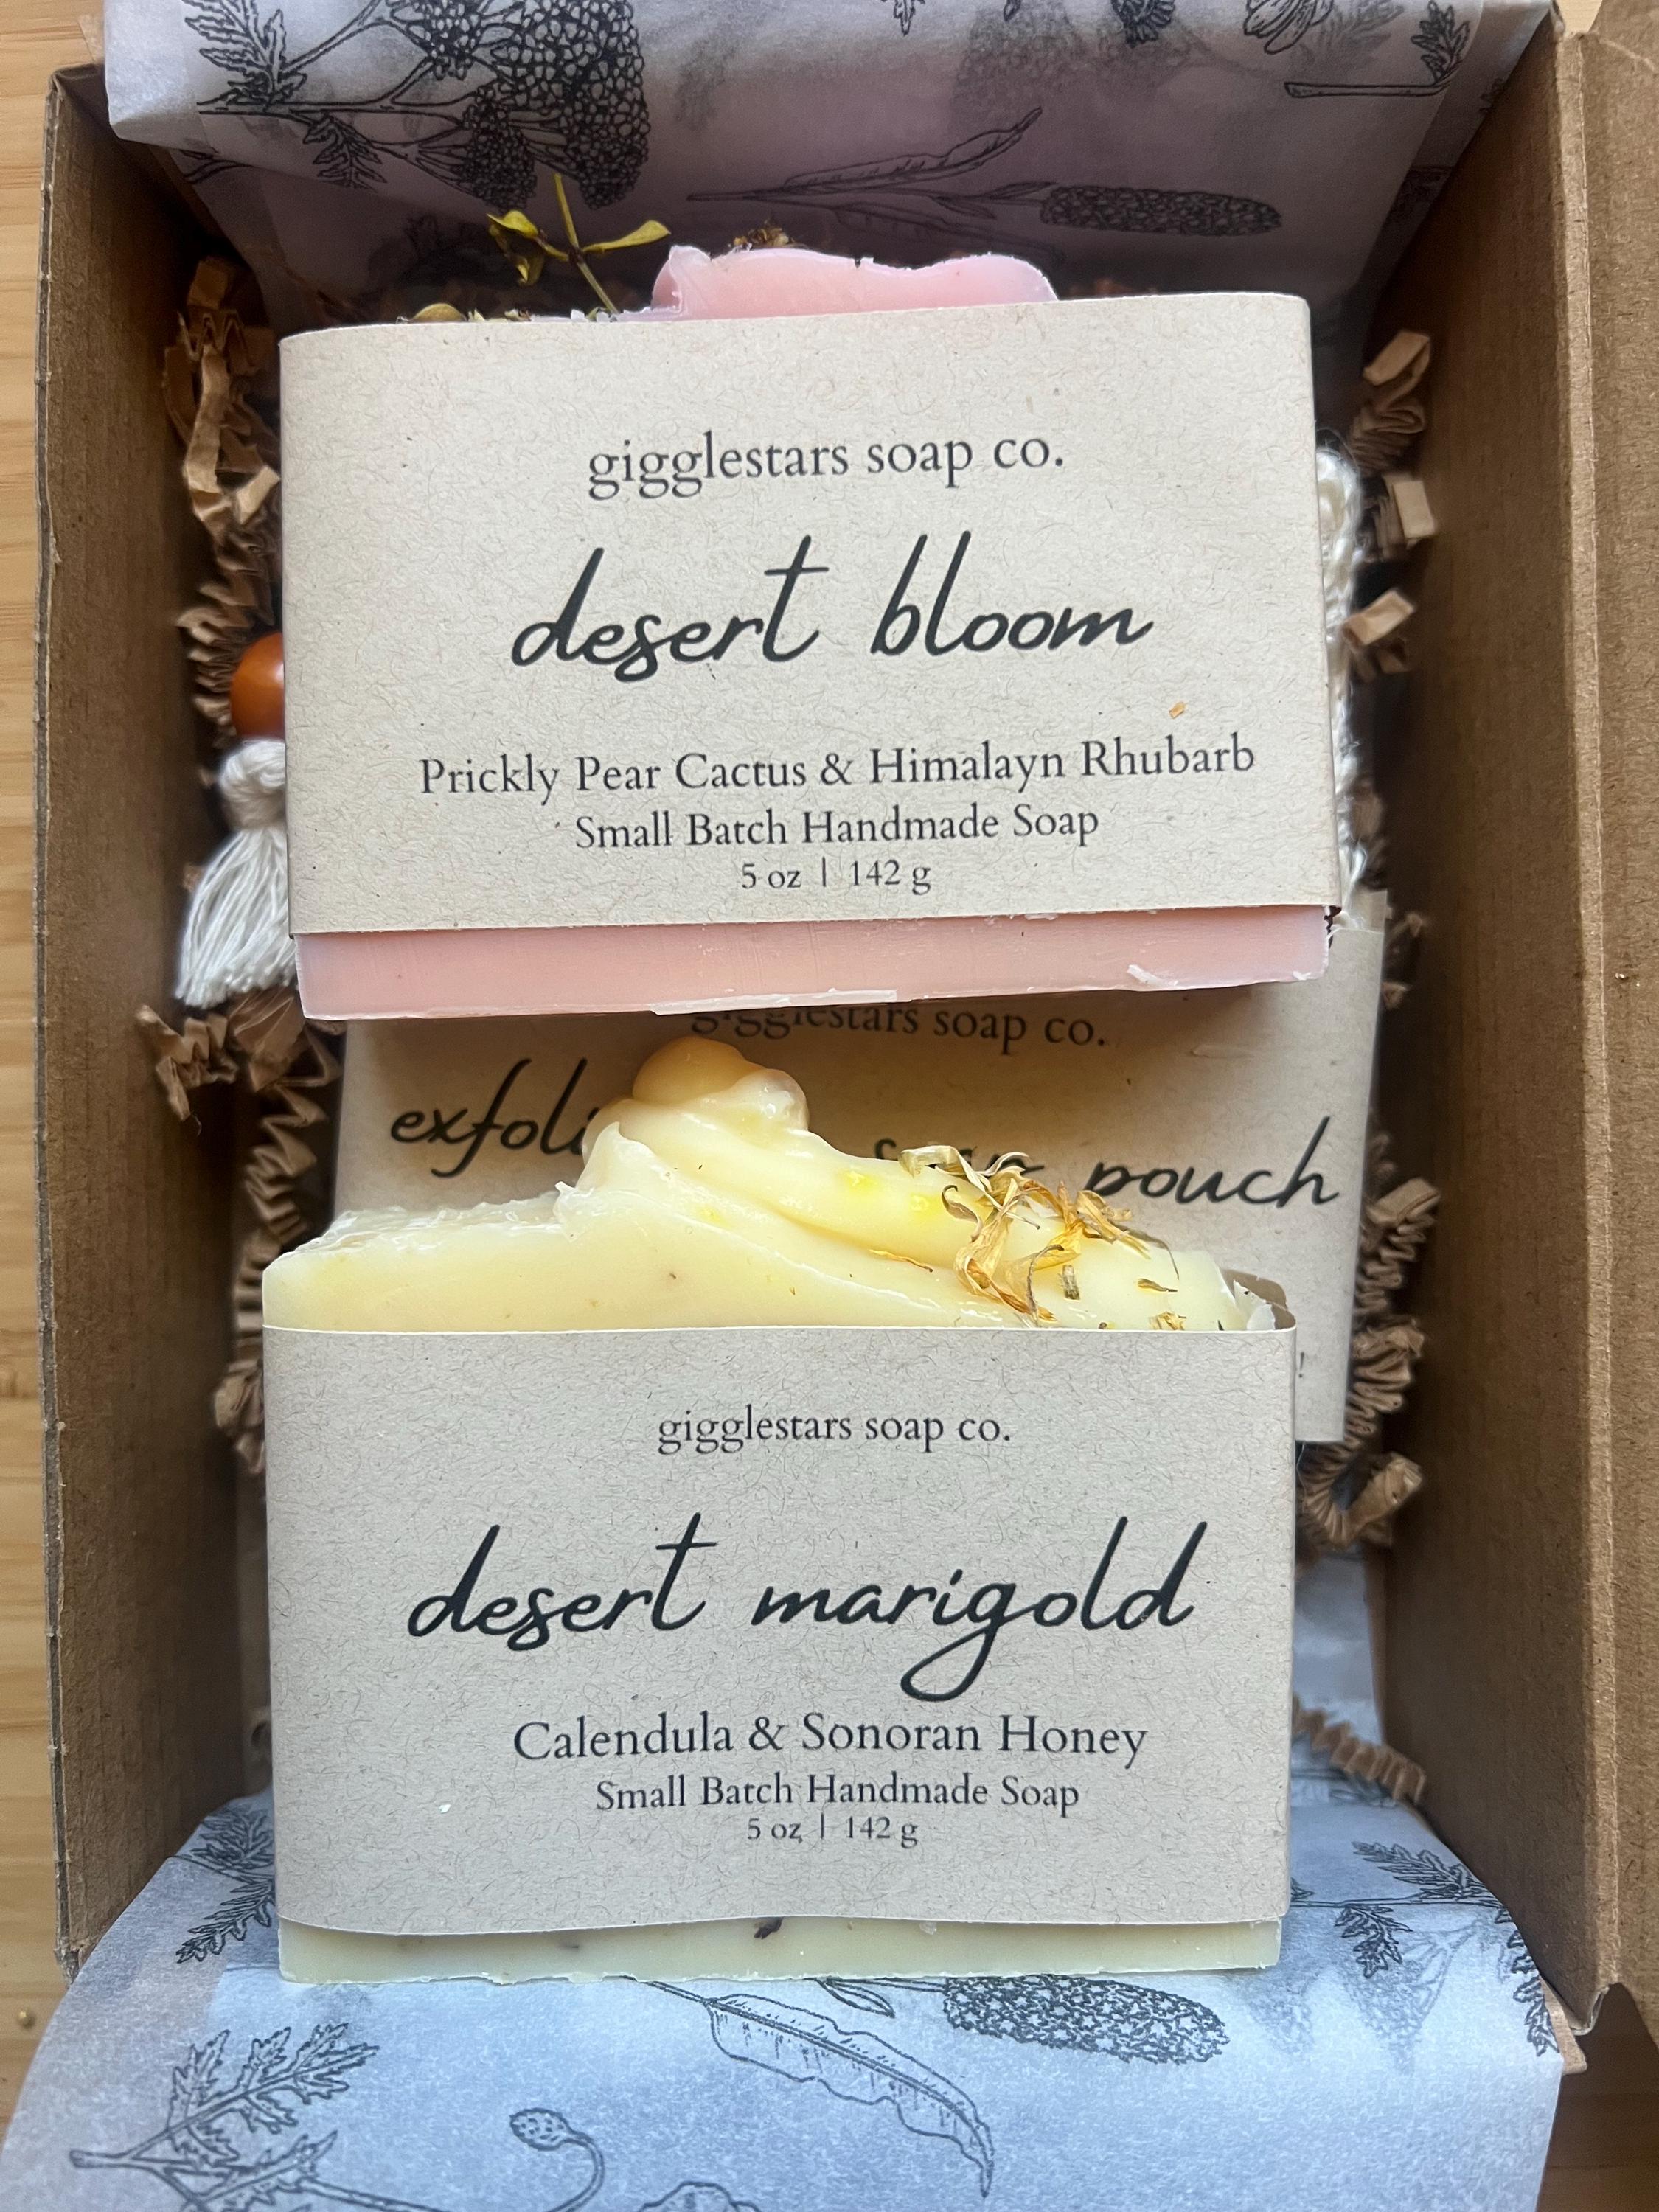 gigglestars soap co.
desert bloom
Prickly Pear Cactus & Himalayn Rhubarb
Small Batch Handmade Soap
5 oz | 142 g
gigglestars soap co.
pouch
!
gigglestars soap co.
desert marigold
Calendula & Sonoran Honey
Small Batch Handmade Soap
5 oz | 142 g